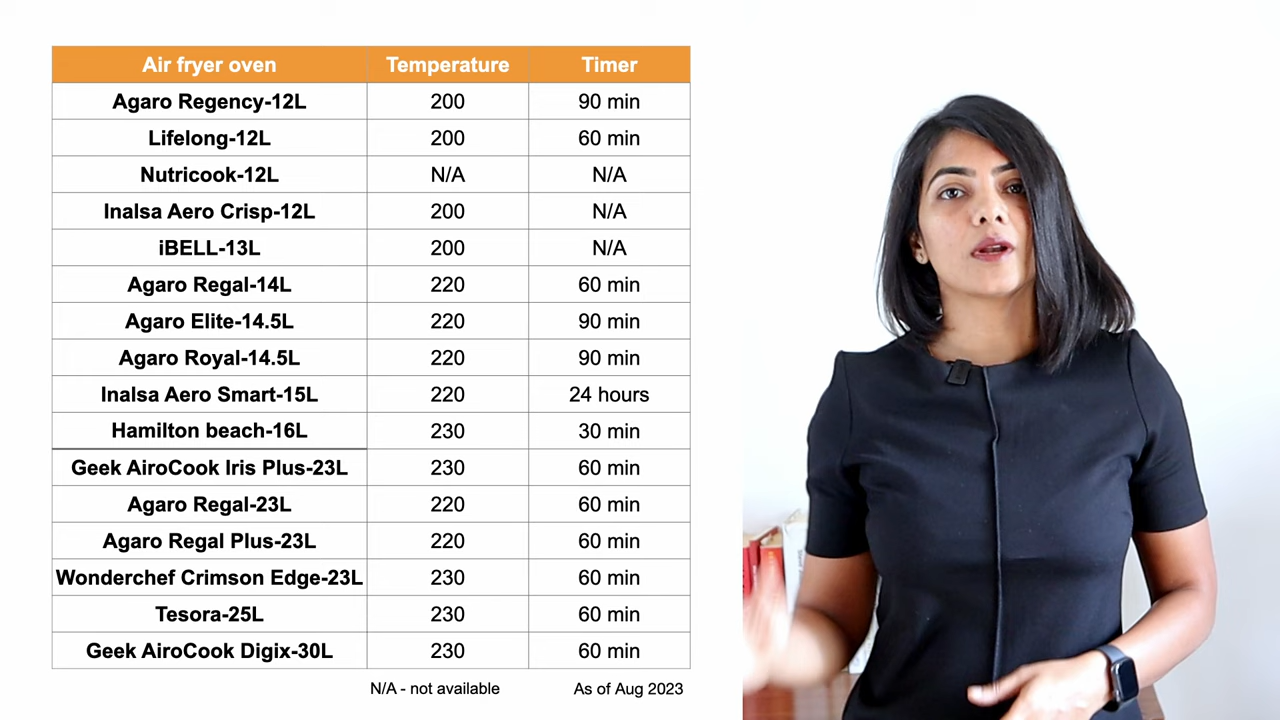 Air fryer oven Temperature Timer
Agaro Regency-12L 200 90 min
Lifelong-12L 200 60 min
Nutricook-12L N/A N/A
Inalsa Aero Crisp-12L 200 N/A
iBELL-13L 200 N/A
Agaro Regal-14L 220 60 min
Agaro Elite-14.5L 220 90 min
Agaro Royal-14.5L 220 90 min
Inalsa Aero Smart-15L 220 24 hours
Hamilton beach-16L 230 30 min
Geek AiroCook Iris Plus-23L 230 60 min
Agaro Regal-23L 220 60 min
Agaro Regal Plus-23L 220 60 min
Wonderchef Crimson Edge-23L 230 60 min
Tesora-25L 230 60 min
Geek AiroCook Digix-30L 230 60 min
N/A - not available As of Aug 2023